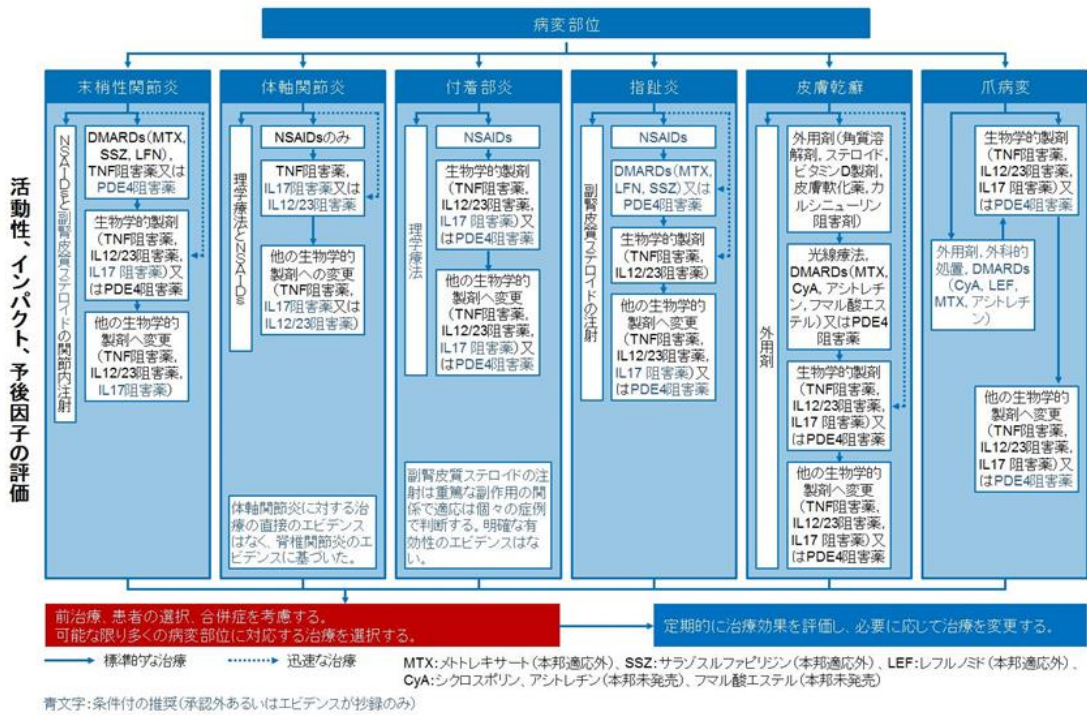 病変部位
活動性、インパクト、予後因子の評価
末梢性関節炎
NSAIDsと副腎皮質ステロイドの関節内注射
DMARDs(MTX,
SSZ, LFN),
TNF阻害薬又は
PDE4阻害薬
生物学的製剤
(TNF阻害薬,
IL12/23阻害薬,
IL17 阻害薬)又
はPDE4阻害薬
他の生物学的
製剤へ変更
(TNF阻害薬,
IL12/23阻害薬,
IL17阻害薬)
体軸関節炎
理学療法とNSAIDs
NSAIDsのみ
TNF阻害薬,
IL17阻害薬又は
IL12/23阻害薬
他の生物学的
製剤への変更
(TNF阻害薬,
IL17阻害薬又は
IL12/23阻害薬)
体軸関節炎に対する治療
の直接のエビデンス
はなく、脊椎関節炎のエ
ビデンスに基づいた。
付着部炎
理学療法
NSAIDs
生物学的製剤
(TNF阻害薬,
IL12/23阻害薬,
IL17 阻害薬)又
はPDE4阻害薬
他の生物学的
製剤へ変更
(TNF阻害薬,
IL12/23阻害薬,
IL17 阻害薬)又
はPDE4阻害薬
副腎皮質ステロイドの注
射は重篤な副作用の関
係で適応は個々の症例
で判断する。明確な有
効性のエビデンスはな
い。
指趾炎
副腎皮質ステロイドの注射
NSAIDs
DMARDs(MTX,
LFN, SSZ)又は
PDE4阻害薬
生物学的製剤
(TNF阻害薬,
IL12/23阻害薬)
他の生物学的
製剤へ変更
(TNF阻害薬,
IL12/23阻害薬,
IL17阻害薬)又
はPDE4阻害薬
皮膚乾癬
外用剤
外用剤(角質溶
解剤, ステロイド,
ビタミンD製剤,
皮膚軟化薬, カ
ルシニューリン
阻害剤)
光線療法,
DMARDs(MTX,
CyA, アシトレチ
ン, フマル酸エス
テル)又はPDE4
阻害薬
生物学的製剤
(TNF阻害薬,
IL12/23阻害薬,
IL17 阻害薬)又
はPDE4阻害薬
他の生物学的
製剤へ変更
(TNF阻害薬,
IL12/23阻害薬,
IL17 阻害薬)又
はPDE4阻害薬
爪病変
生物学的製剤
(TNF阻害薬,
IL12/23阻害薬,
IL17阻害薬)又
はPDE4阻害薬
外用剤, 外科的
処置, DMARDs
(CyA, LEF,
MTX, アシトレチ
ン)
他の生物学的
製剤へ変更
(TNF阻害薬,
IL12/23阻害薬,
IL17 阻害薬)又
はPDE4阻害薬
前治療、患者の選択、合併症を考慮する。
可能な限り多くの病変部位に対応する治療を選択する。
定期的に治療効果を評価し、必要に応じて治療を変更する。
標準的な治療 迅速な治療
MTX:メトトレキサート(本邦適応外)、SSZ:サラゾスルファピリジン(本邦適応外)、LEF:レフルノミド(本邦適応外)、
CyA:シクロスポリン、アシトレチン(本邦未発売)、フマル酸エステル(本邦未発売)
青文字:条件付の推奨(承認外あるいはエビデンスが抄録のみ)